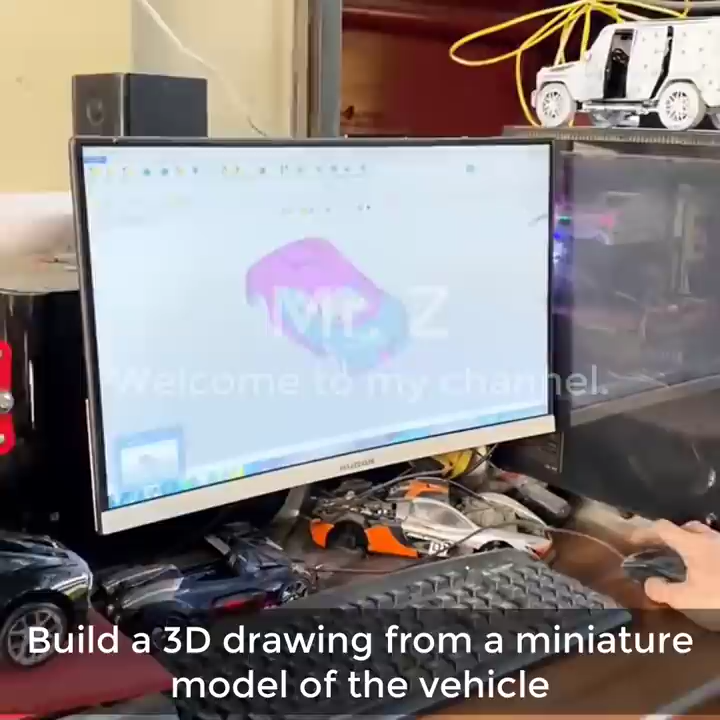 Mr. Z
Welcome to my channel.
Build a 3D drawing from a miniature
model of the vehicle